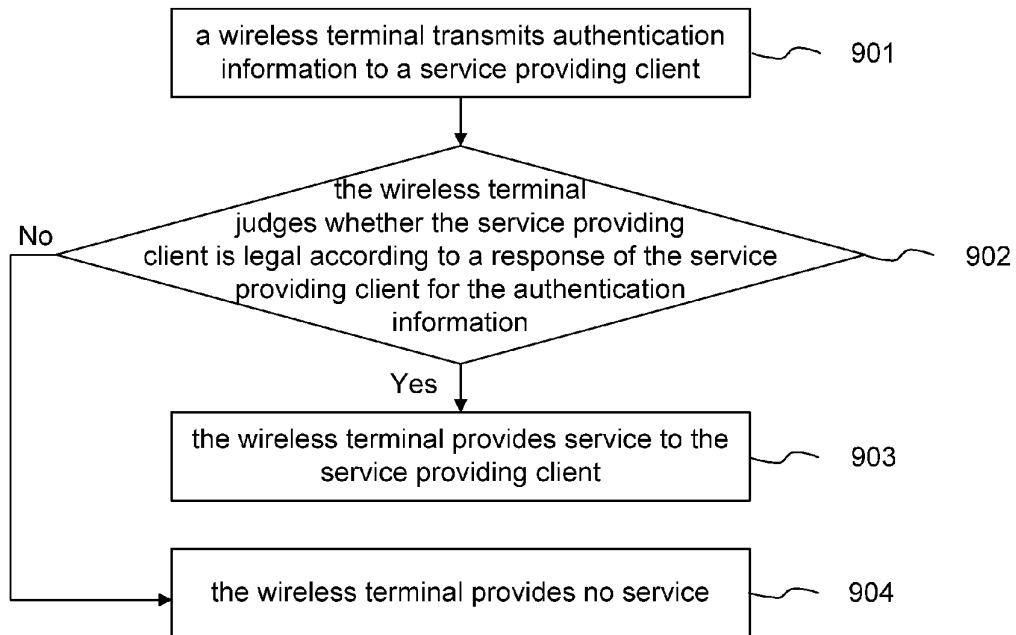 a wireless terminal transmits authentication
information to a service providing client
901
the wireless terminal
judges whether the service providing
client is legal according to a response of the service
providing client for the authentication
information
902
No
Yes
the wireless terminal provides service to the
service providing client
903
the wireless terminal provides no service
904